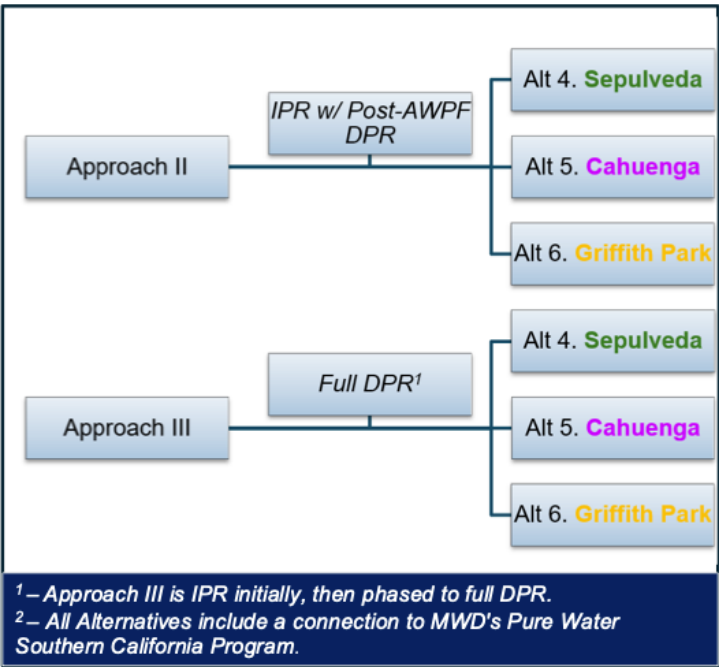 IPR w/ Post-AWPF
DPR
Approach II
Alt 4. Sepulveda
Alt 5. Cahuenga
Alt 6. Griffith Park
Full DPR¹
Approach III
Alt 4. Sepulveda
Alt 5. Cahuenga
Alt 6. Griffith Park
¹ – Approach III is IPR initially, then phased to full DPR.
² – All Alternatives include a connection to MWD's Pure Water
Southern California Program.